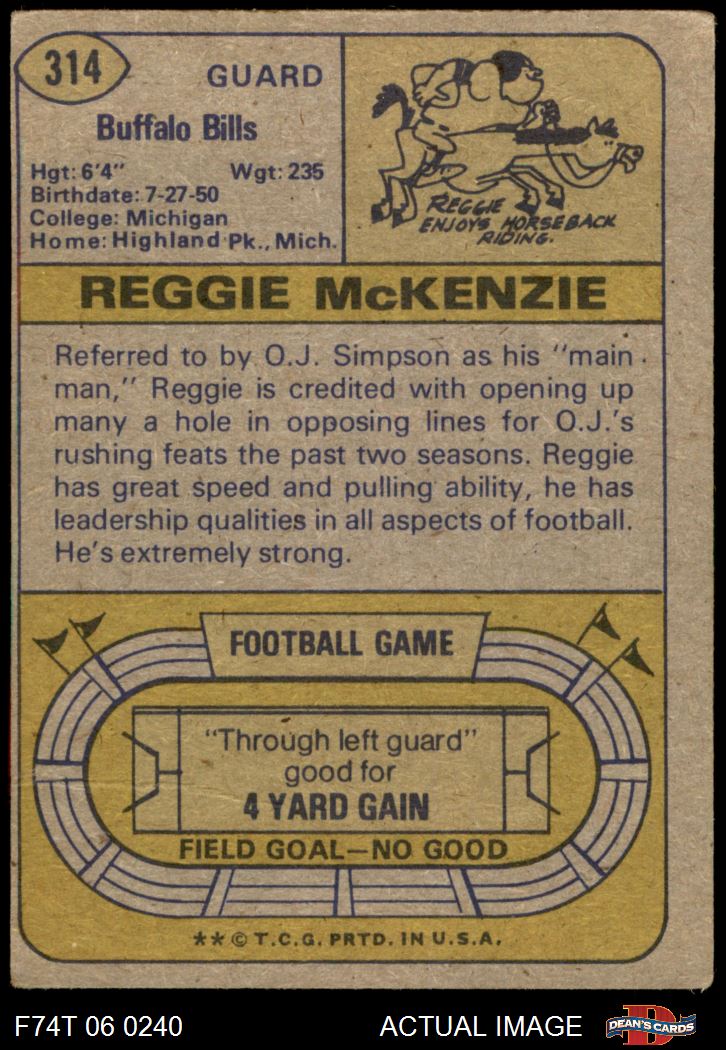 314
GUARD
Buffalo Bills
Hgt: 6'4" Wgt: 235
Birthdate: 7-27-50
College: Michigan
Home: Highland Pk., Mich.
REGGIE
ENJOYS HORSEBACK
RIDING.
REGGIE McKENZIE
Referred to by O.J. Simpson as his "main
man," Reggie is credited with opening up
many a hole in opposing lines for O.J.'s
rushing feats the past two seasons. Reggie
has great speed and pulling ability, he has
leadership qualities in all aspects of football.
He's extremely strong.
FOOTBALL GAME
"Through left guard"
good for
4 YARD GAIN
FIELD GOAL—NO GOOD
**© T.C.G. PRTD. IN U.S.A.
F74T 06 0240
ACTUAL IMAGE
D
DEAN'S CARDS